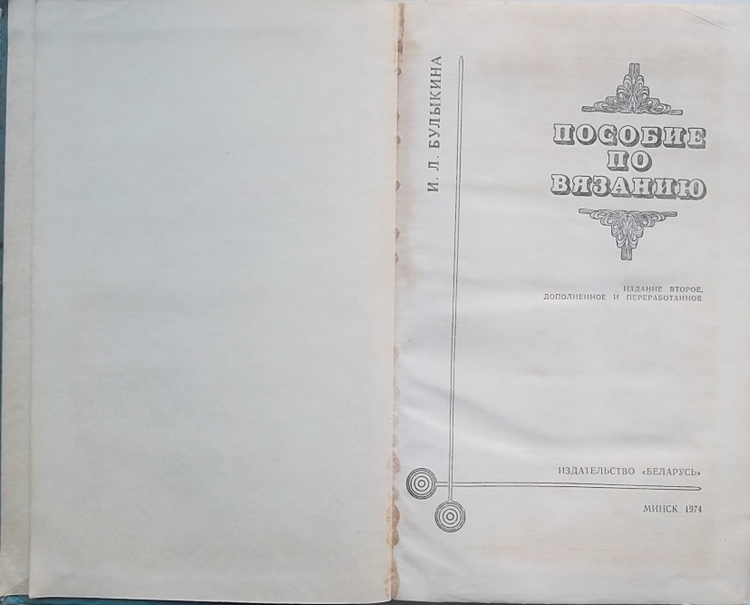 И. Л. БУЛЫКИНА
ПОСОБИЕ
ПО
ВЯЗАНИЮ
ИЗДАНИЕ ВТОРОЕ,
ДОПОЛНЕННОЕ И ПЕРЕРАБОТАННОЕ
ИЗДАТЕЛЬСТВО «БЕЛАРУСЬ»
МИНСК 1974